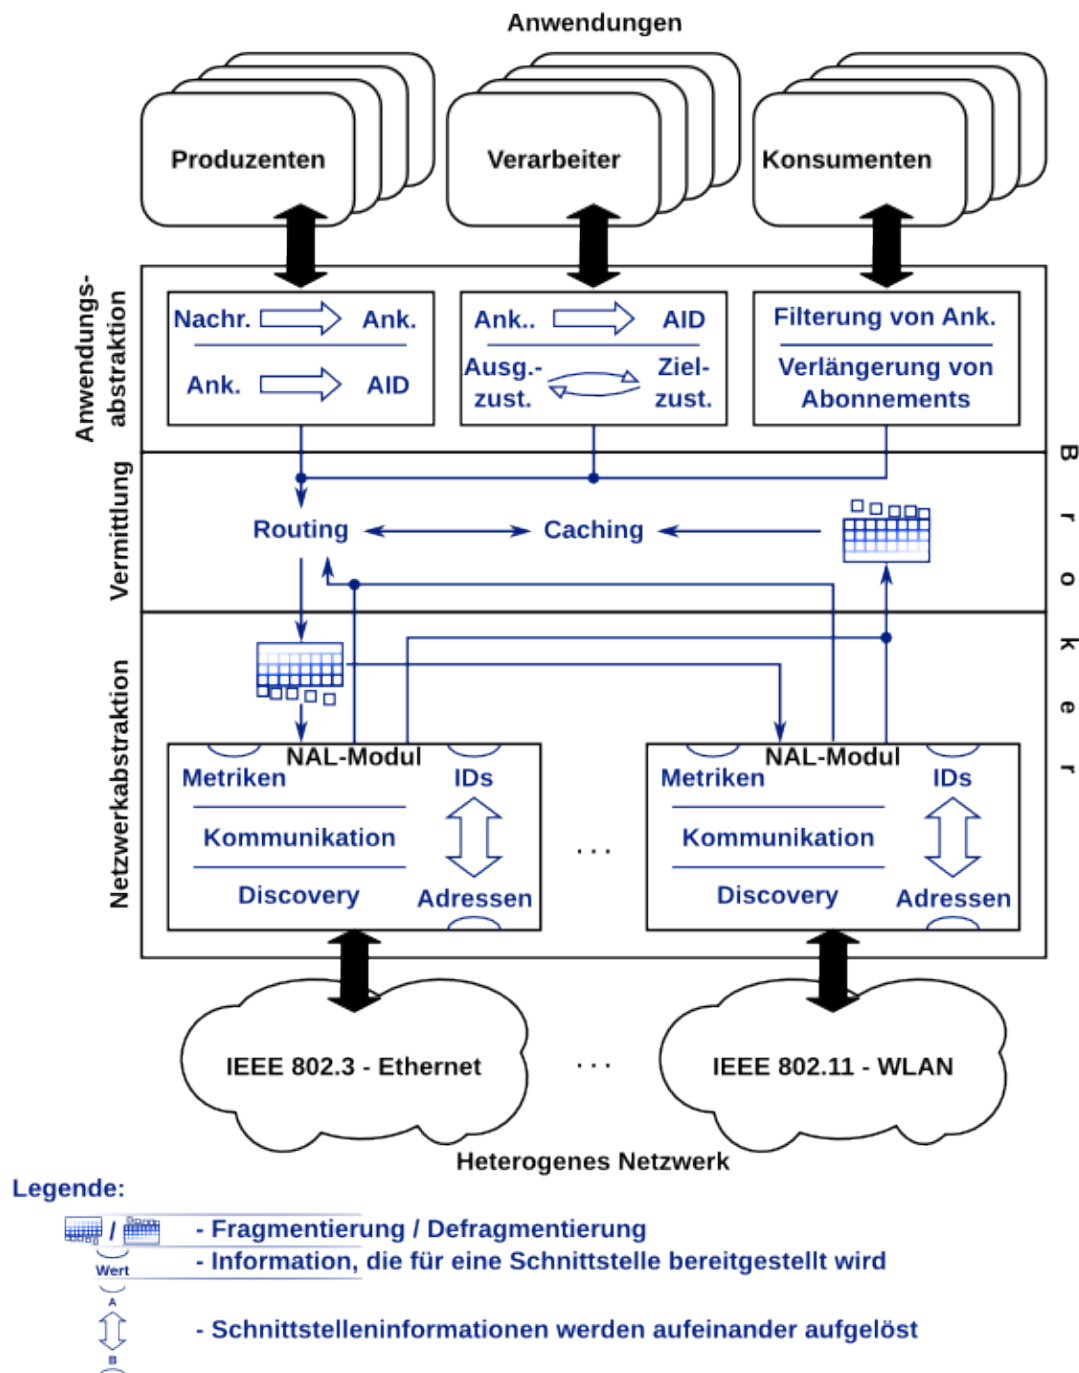 Anwendungen
Produzenten
Verarbeiter
Konsumenten
Anwendungs-
abstraktion
Nachr.
Ank.
Ank.
AID
Ank..
AID
Ausg.-
zust.
Ziel-
zust.
Filterung von Ank.
Verlängerung von
Abonnements
Broker
Vermittlung
Routing
Caching
Netzwerkabstraktion
NAL-Modul
Metriken
IDs
Kommunikation
Discovery
Adressen
...
NAL-Modul
Metriken
IDs
Kommunikation
Discovery
Adressen
IEEE 802.3 - Ethernet
...
IEEE 802.11 - WLAN
Heterogenes Netzwerk
Legende:
/ - Fragmentierung / Defragmentierung
Wert - Information, die für eine Schnittstelle bereitgestellt wird
A
- Schnittstelleninformationen werden aufeinander aufgelöst
B